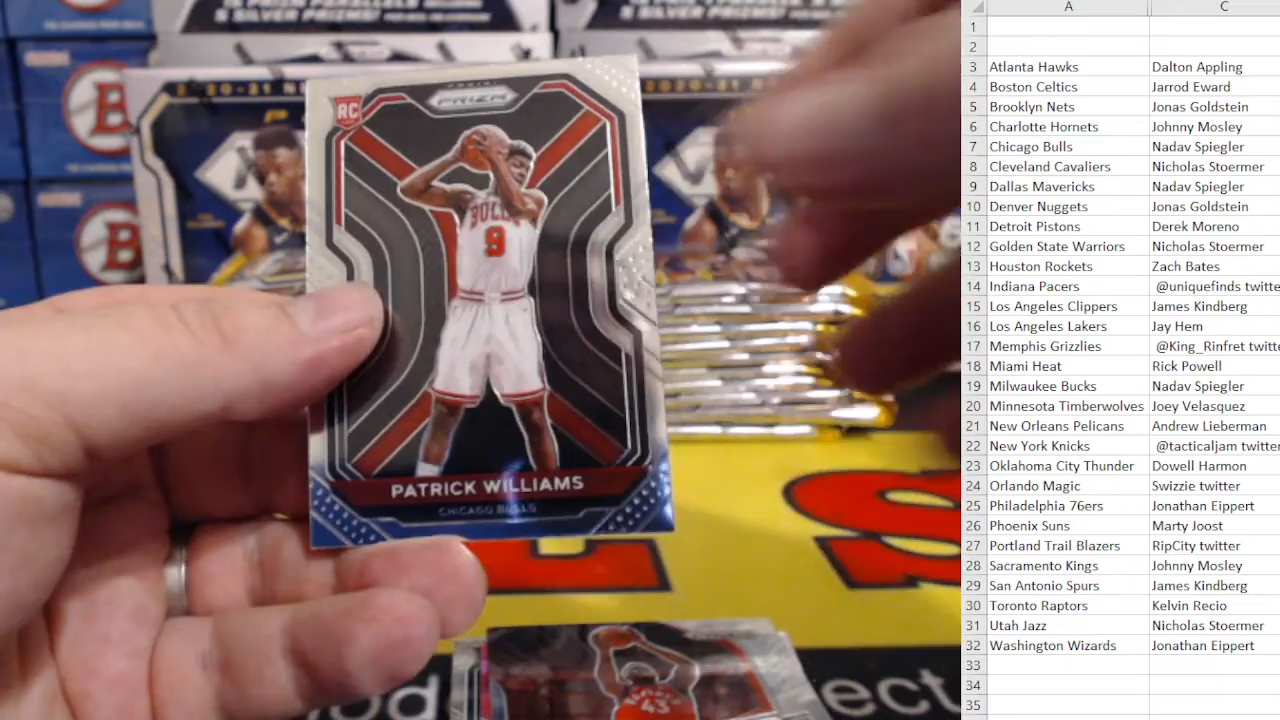 5 SILVER PRIZMS
2020-21
RC
PANINI
PRIZM
BULLS
9
PATRICK WILLIAMS
CHICAGO BULLS
43
A
C
1
2
3 Atlanta Hawks Dalton Appling
4 Boston Celtics Jarrod Eward
5 Brooklyn Nets Jonas Goldstein
6 Charlotte Hornets Johnny Mosley
7 Chicago Bulls Nadav Spiegler
8 Cleveland Cavaliers Nicholas Stoermer
9 Dallas Mavericks Nadav Spiegler
10 Denver Nuggets Jonas Goldstein
11 Detroit Pistons Derek Moreno
12 Golden State Warriors Nicholas Stoermer
13 Houston Rockets Zach Bates
14 Indiana Pacers @uniquefinds twitte
15 Los Angeles Clippers James Kindberg
16 Los Angeles Lakers Jay Hem
17 Memphis Grizzlies @King_Rinfret twitte
18 Miami Heat Rick Powell
19 Milwaukee Bucks Nadav Spiegler
20 Minnesota Timberwolves Joey Velasquez
21 New Orleans Pelicans Andrew Lieberman
22 New York Knicks @tacticaljam twitter
23 Oklahoma City Thunder Dowell Harmon
24 Orlando Magic Swizzie twitter
25 Philadelphia 76ers Jonathan Eippert
26 Phoenix Suns Marty Joost
27 Portland Trail Blazers RipCity twitter
28 Sacramento Kings Johnny Mosley
29 San Antonio Spurs James Kindberg
30 Toronto Raptors Kelvin Recio
31 Utah Jazz Nicholas Stoermer
32 Washington Wizards Jonathan Eippert
33
34
35